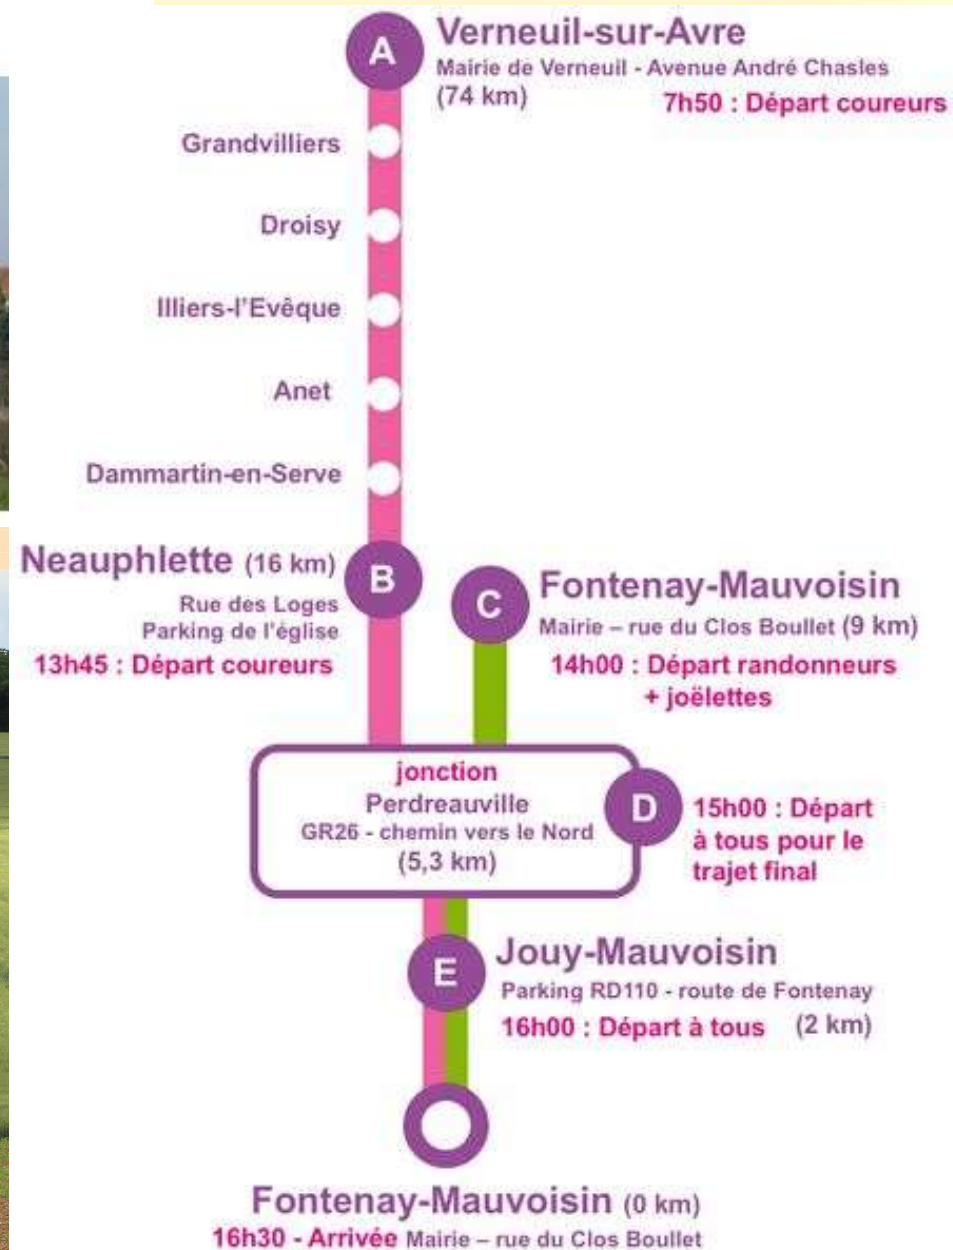 A
Verneuil-sur-Avre
Mairie de Verneuil - Avenue André Chasles
(74 km)
7h50 : Départ coureurs
Grandvilliers
Droisy
Illiers-l'Evêque
Anet
Dammartin-en-Serve
Neauphlette (16 km)
B
Rue des Loges
Parking de l'église
13h45 : Départ coureurs
C
Fontenay-Mauvoisin
Mairie – rue du Clos Boullet (9 km)
14h00 : Départ randonneurs
+ joëlettes
jonction
Perdreauville
GR26 - chemin vers le Nord
(5,3 km)
D
15h00 : Départ
à tous pour le
trajet final
E
Jouy-Mauvoisin
Parking RD110 - route de Fontenay
16h00 : Départ à tous (2 km)
Fontenay-Mauvoisin (0 km)
16h30 - Arrivée Mairie – rue du Clos Boullet